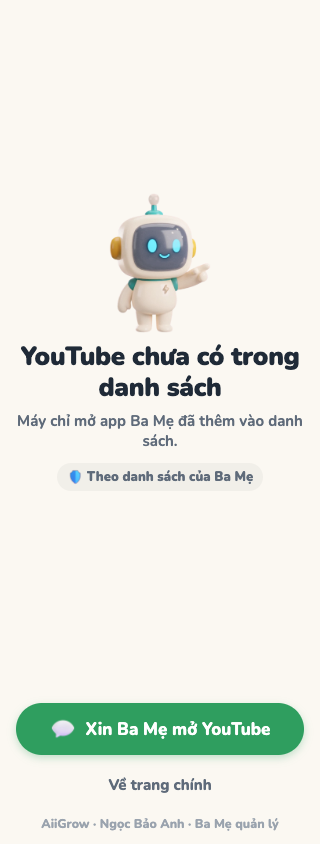 YouTube chưa có trong
danh sách
Máy chỉ mở app Ba Mẹ đã thêm vào danh
sách.
Theo danh sách của Ba Mẹ
Xin Ba Mẹ mở YouTube
Về trang chính
AiiGrow · Ngọc Bảo Anh · Ba Mẹ quản lý